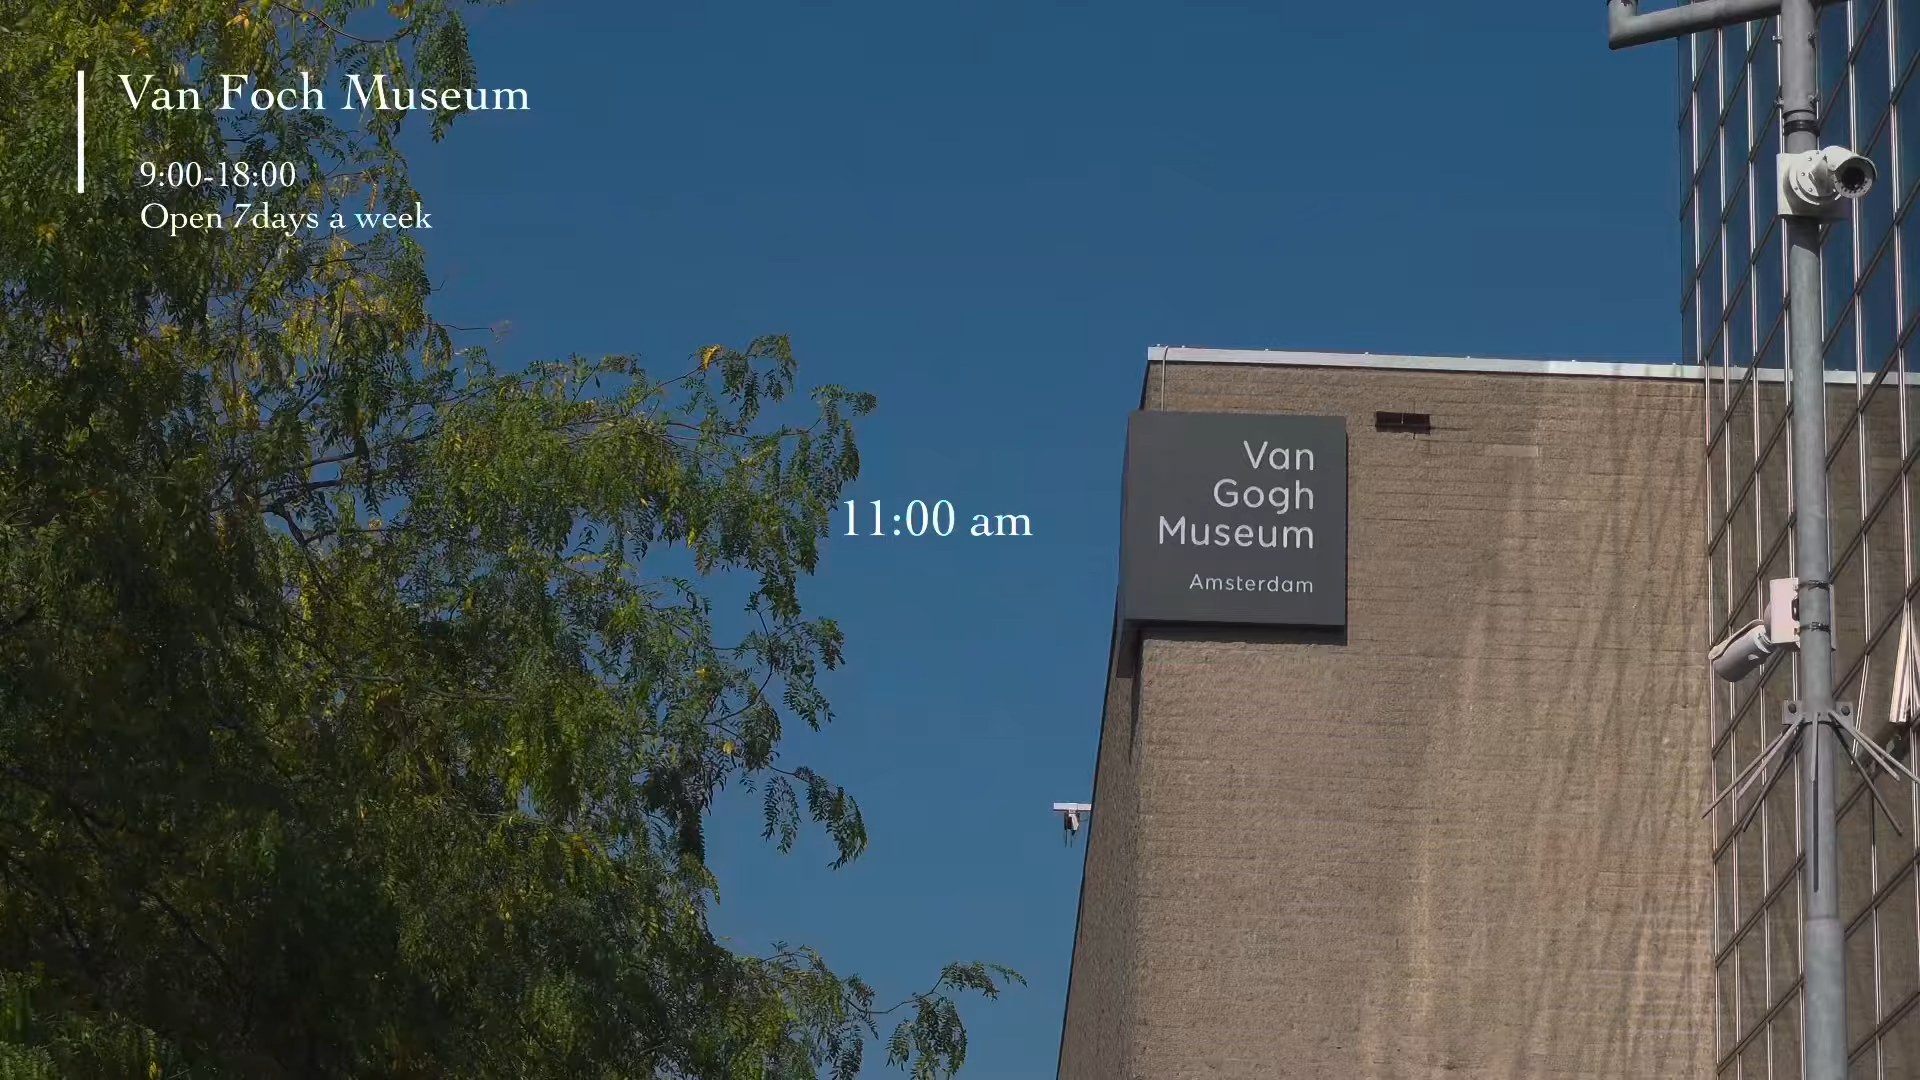 Van Foch Museum
9:00-18:00
Open 7days a week
11:00 am
Van
Gogh
Museum
Amsterdam